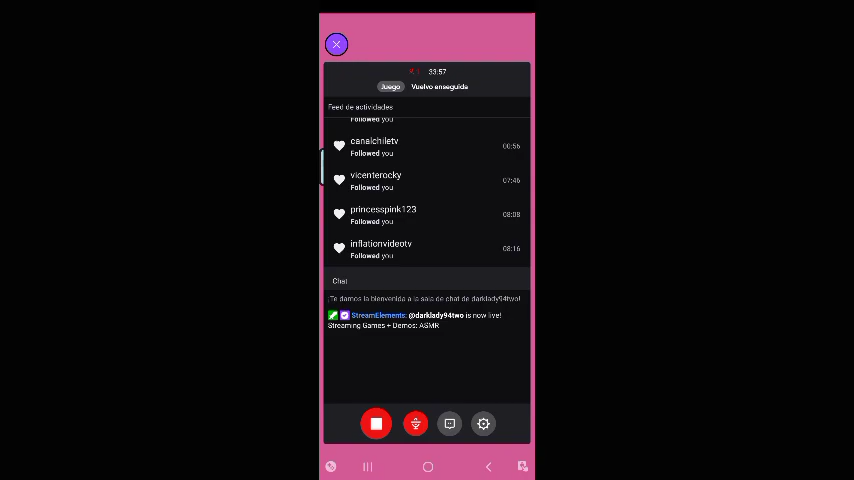 33:57
Juego Vuelvo enseguida
Feed de actividades
Followed you
canalchiletv
Followed you
00:56
vicenterocky
Followed you
07:46
princesspink123
Followed you
08:08
inflationvideotv
Followed you
08:16
Chat
¡Te damos la bienvenida a la sala de chat de darklady94two!
StreamElements: @darklady94two is now live!
Streaming Games + Demos: ASMR